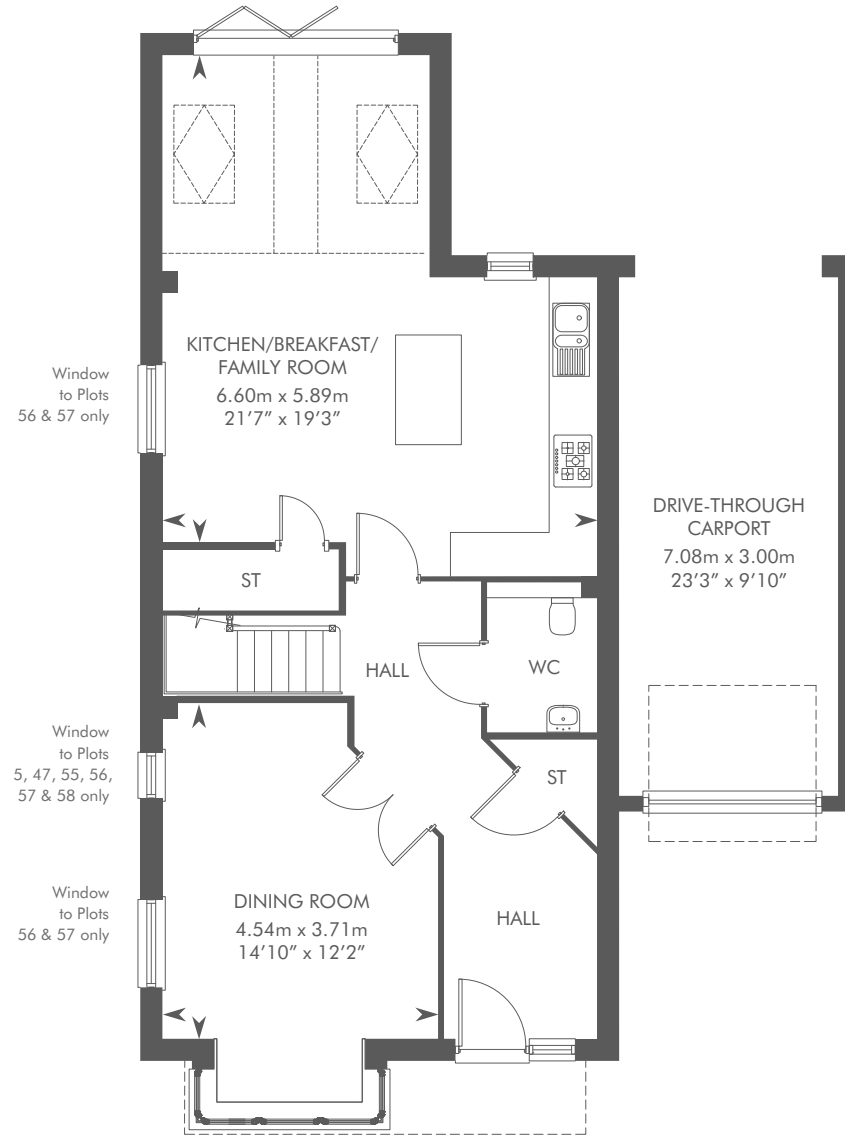 KITCHEN/BREAKFAST/
FAMILY ROOM
6.60m x 5.89m
21’7” x 19’3”
Window
to Plots
56 & 57 only
DRIVE-THROUGH
CARPORT
7.08m x 3.00m
23’3” x 9’10”
ST
HALL
WC
Window
to Plots
5, 47, 55, 56,
57 & 58 only
ST
Window
to Plots
56 & 57 only
DINING ROOM
4.54m x 3.71m
14’10” x 12’2”
HALL